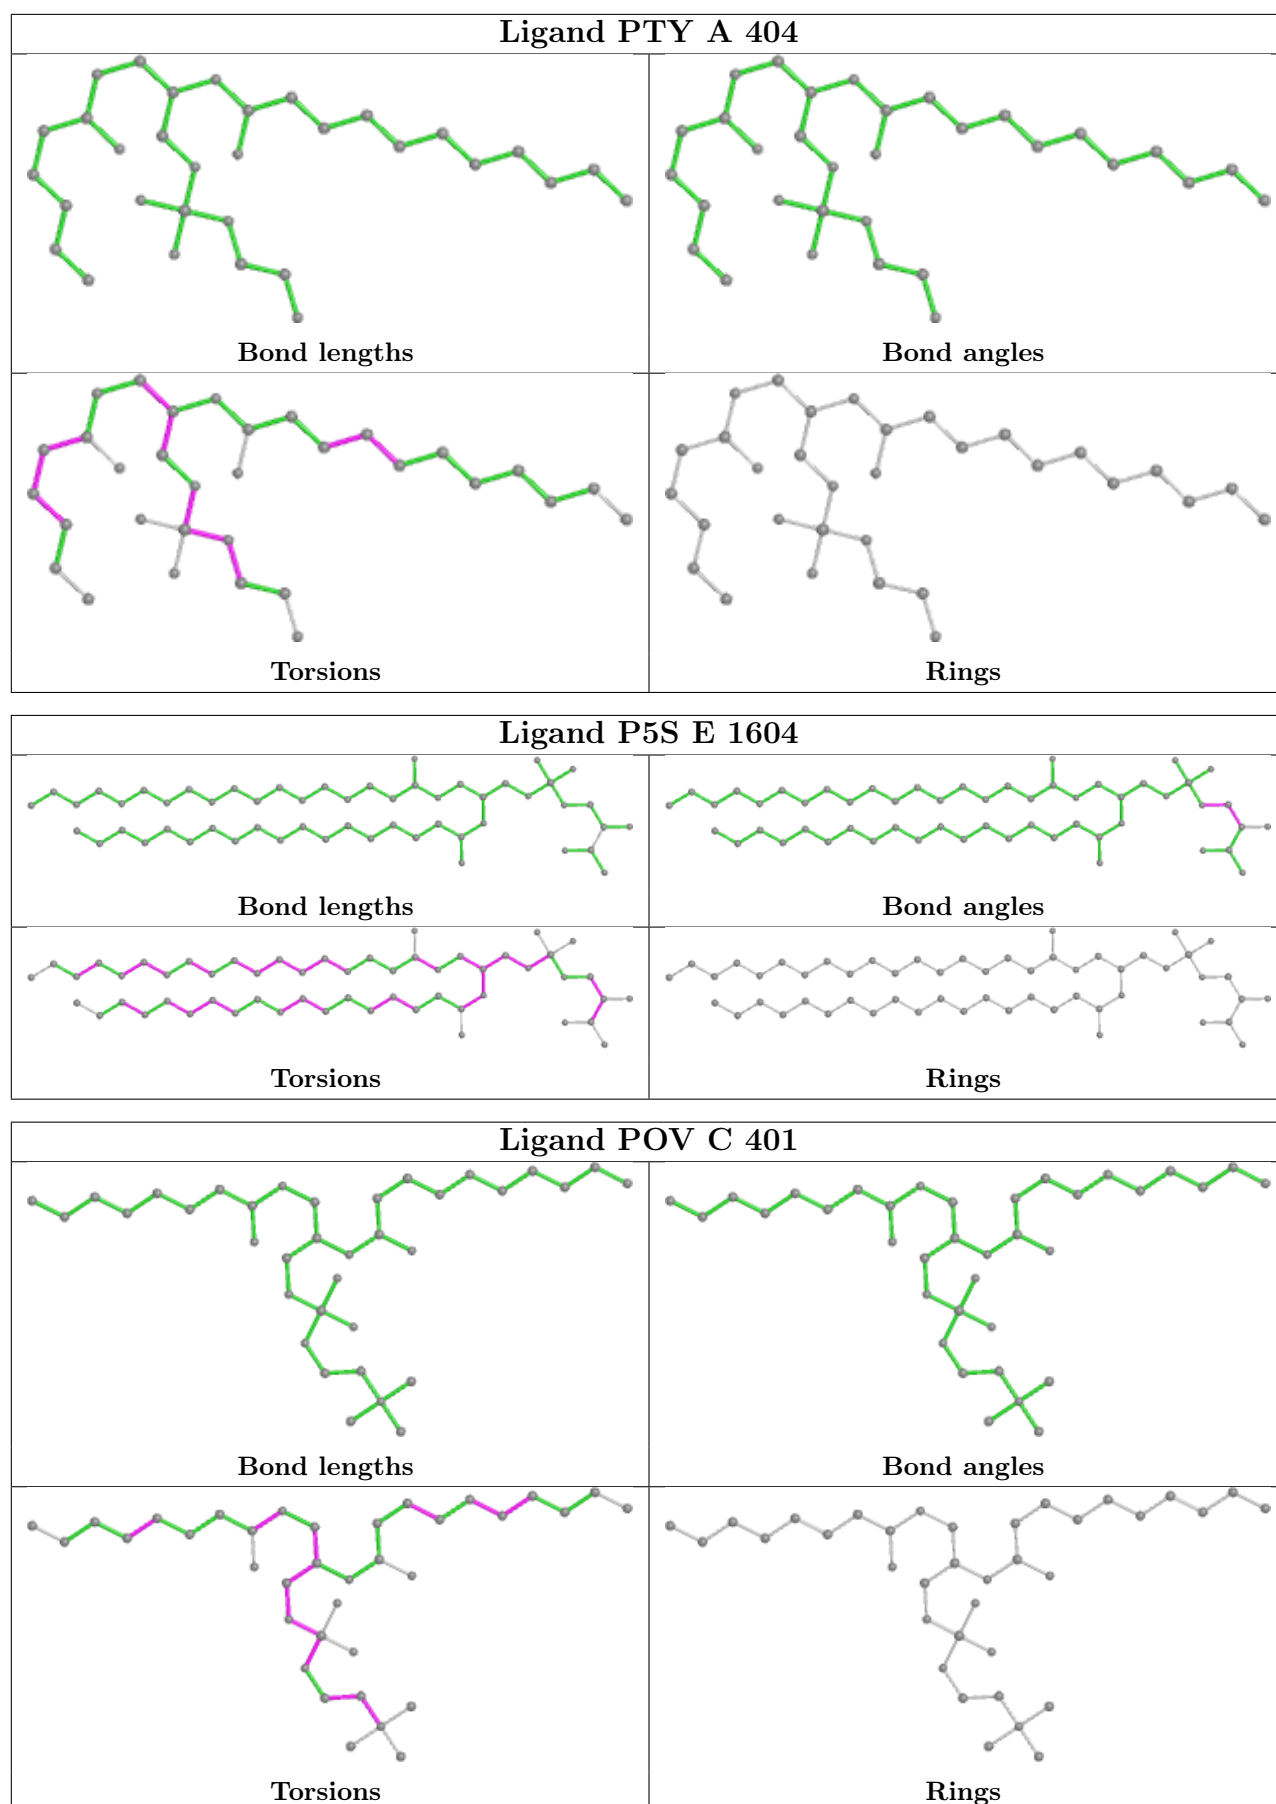 Ligand PTY A 404
Bond lengths
Bond angles
Torsions
Rings
Ligand P5S E 1604
Bond lengths
Bond angles
Torsions
Rings
Ligand POV C 401
Bond lengths
Bond angles
Torsions
Rings